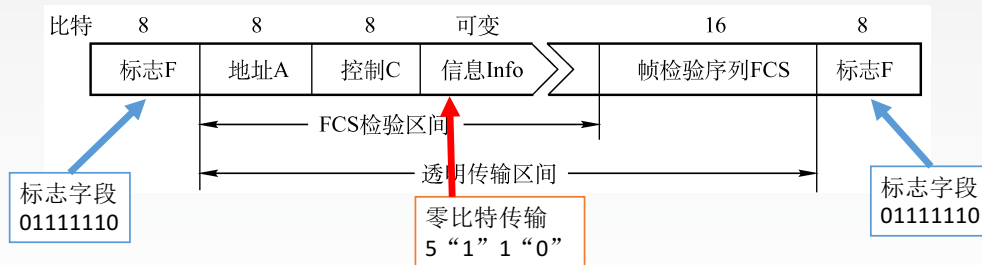 比特 8 8 8 可变 16 8
标志F 地址A 控制C 信息Info 帧检验序列FCS 标志F
FCS检验区间
透明传输区间
标志字段
01111110
零比特传输
5“1”1“0”
标志字段
01111110